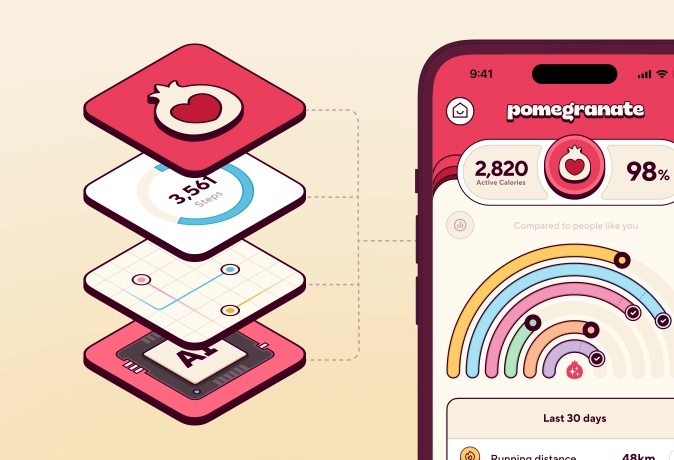 3,561
Steps
AI
9:41
pomegranate
2,820
Active Calories
98%
Compared to people like you
Last 30 days
Running distance
48km